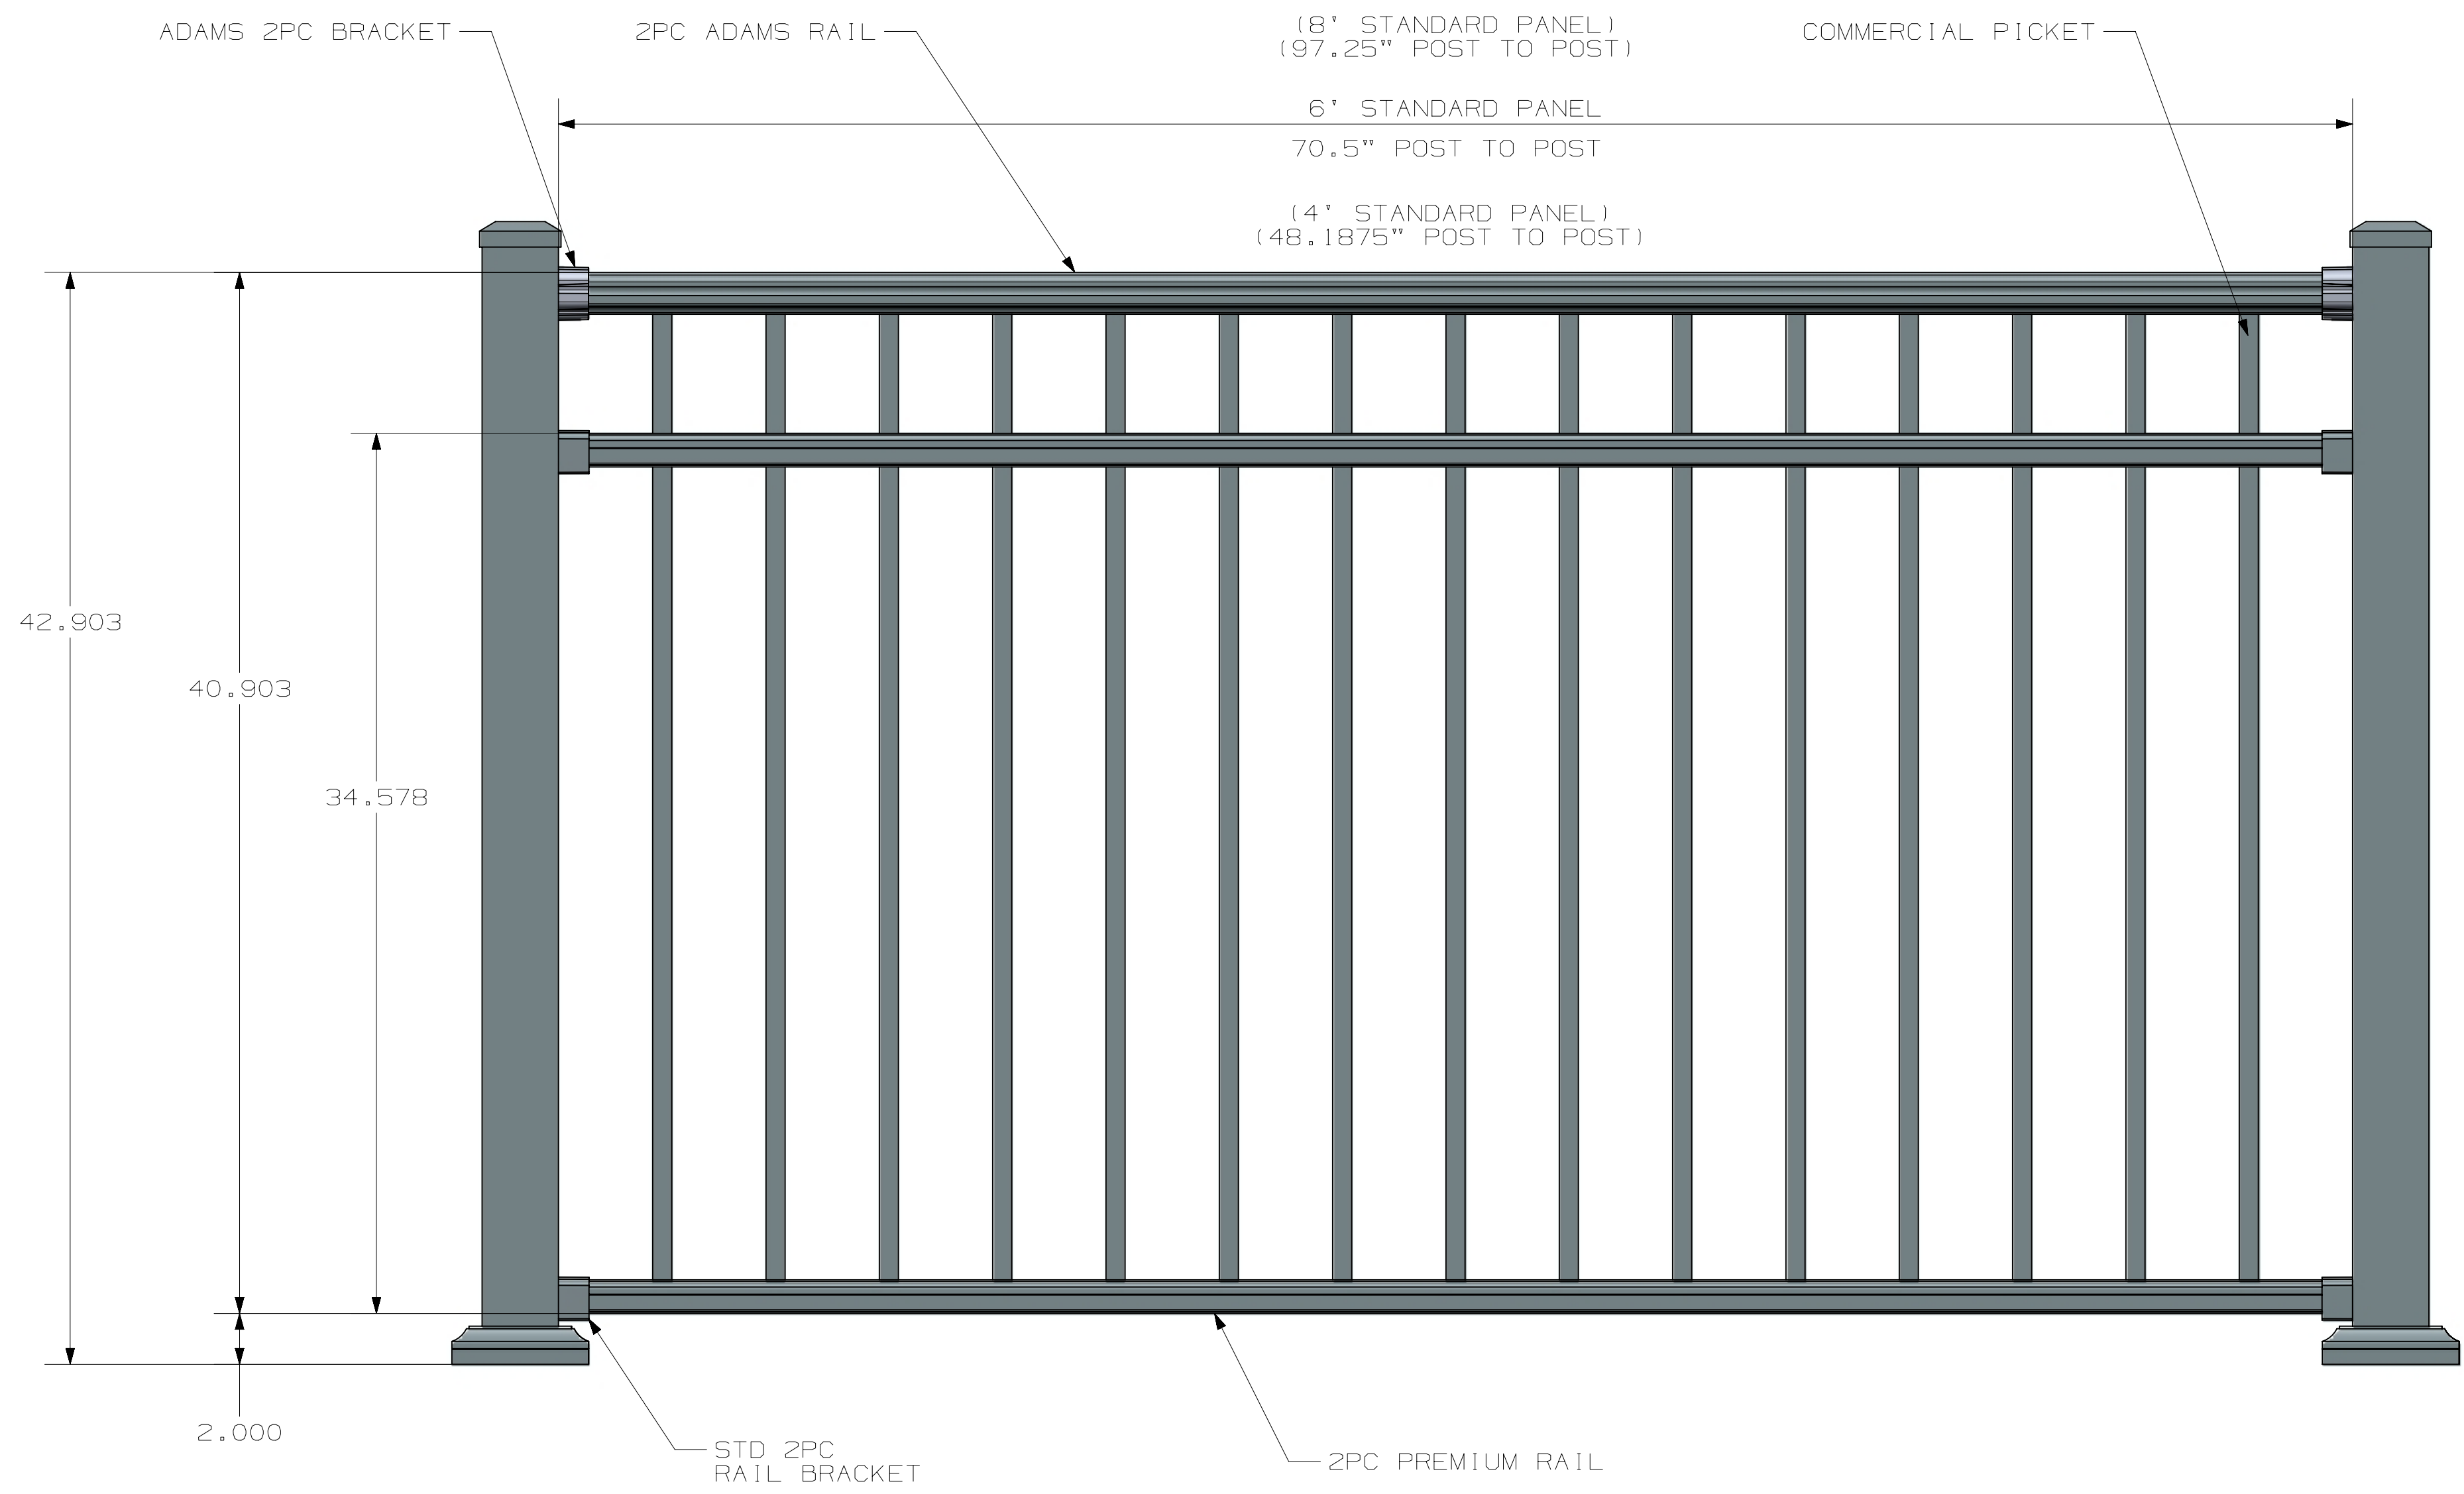 ADAMS 2PC BRACKET
2PC ADAMS RAIL
(8' STANDARD PANEL)
(97.25" POST TO POST)
COMMERCIAL PICKET
6' STANDARD PANEL
70.5" POST TO POST
(4' STANDARD PANEL)
(48.1875" POST TO POST)
42.903
40.903
34.578
2.000
STD 2PC
RAIL BRACKET
2PC PREMIUM RAIL